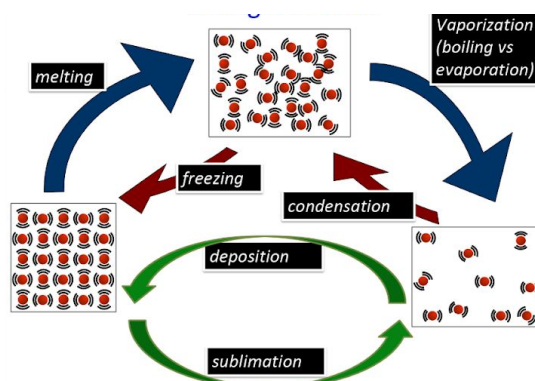 Vaporization
(boiling vs
evaporation)
melting
freezing
condensation
deposition
sublimation